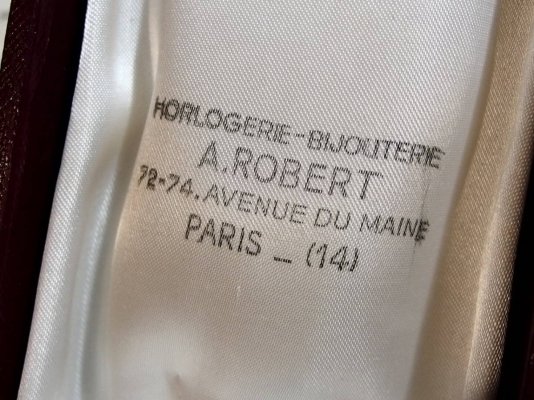 HORLOGERIE-BIJOUTERIE
A.ROBERT
72-74.AVENUE DU MAINE
PARIS _ (14)